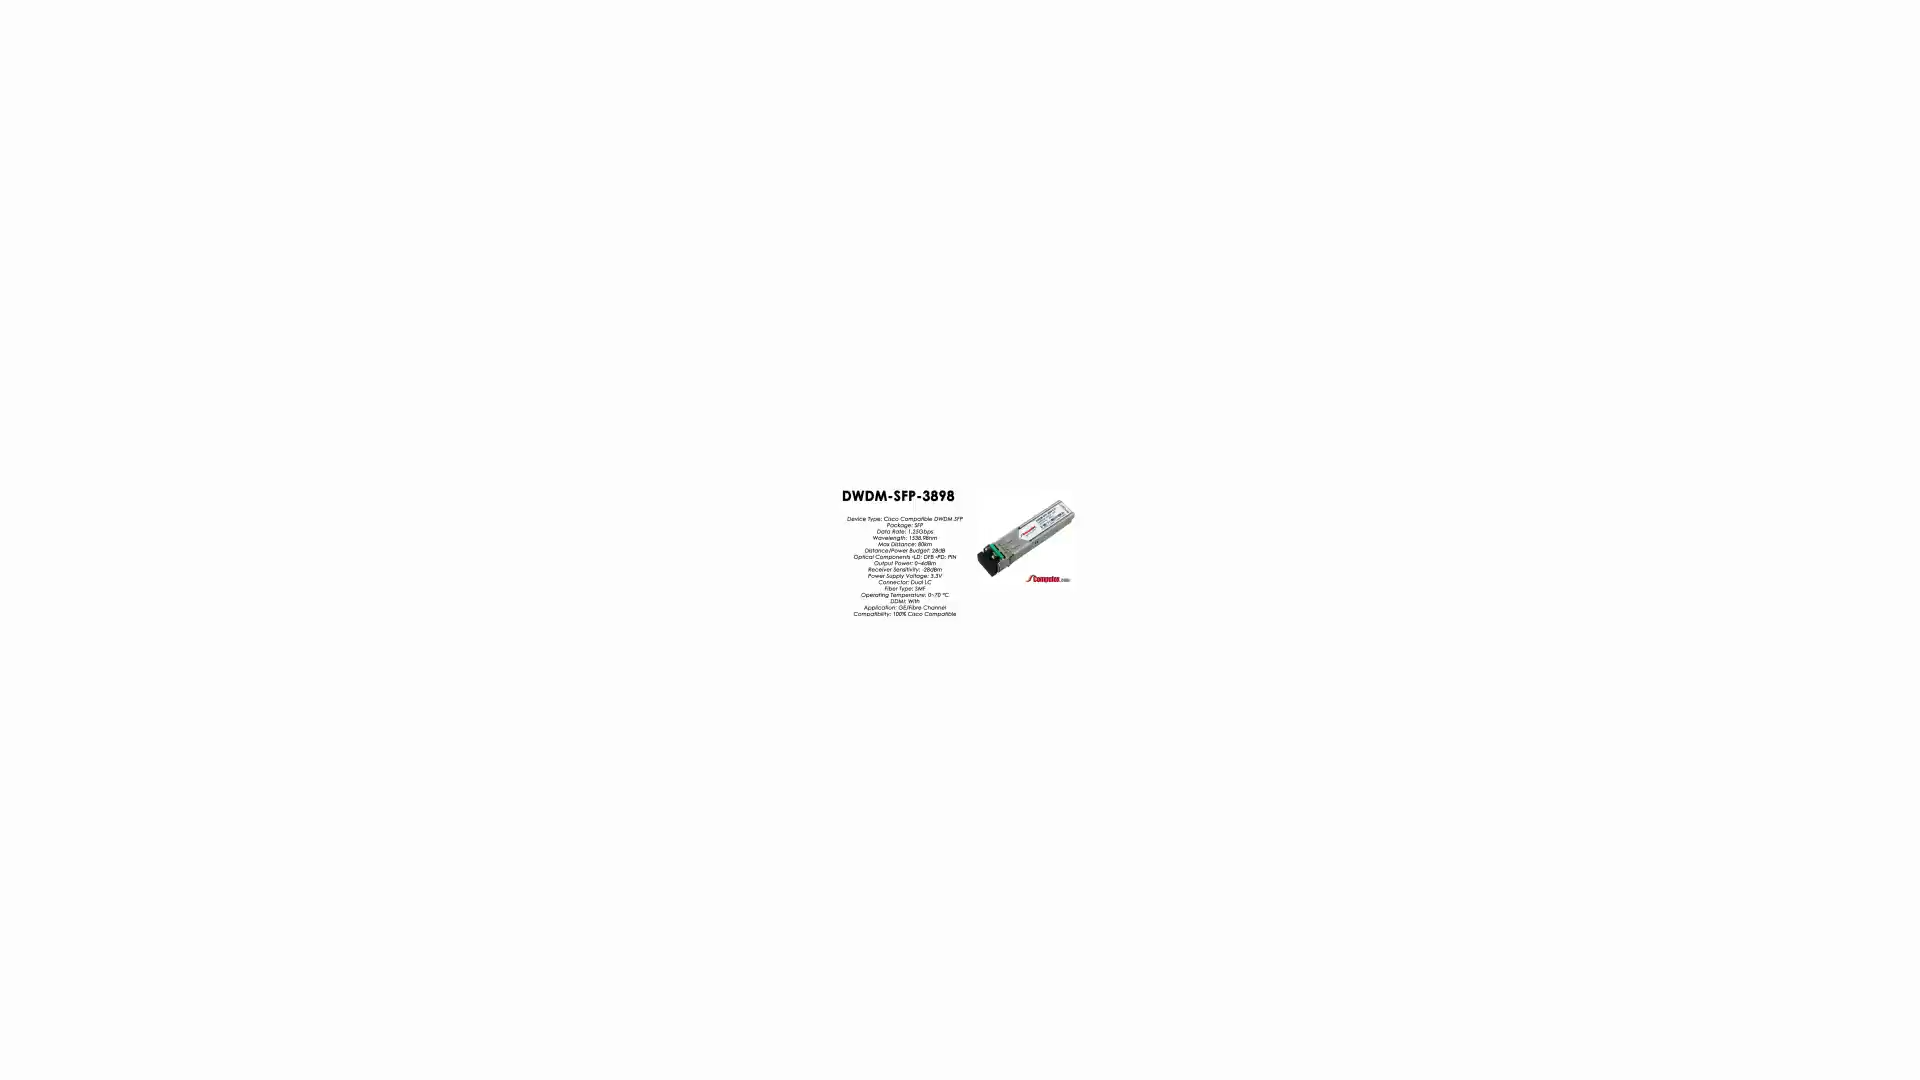 DWDM-SFP-3898
Device Type: Cisco Compatible DWDM SFP
Package: SFP
Data Rate: 1.25Gbps
Wavelength: 1538.98nm
Max Distance: 80km
Distance/Power Budget: 28dB
Optical Components •LD: DFB •PD: PIN
Output Power: 0~4dBm
Receiver Sensitivity: -28dBm
Power Supply Voltage: 3.3V
Connector: Dual LC
Fiber Type: SMF
Operating Temperature: 0~70 °C
DDMI: With
Application: GE/Fibre Channel
Compatibility: 100% Cisco Compatible
Computex.com